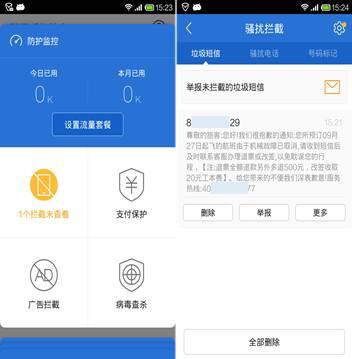 15:23
防护监控
今日已用
本月已用
0K
0K
设置流量套餐
1个拦截未查看
支付保护
AD
广告拦截
病毒查杀
15:24
骚扰拦截
垃圾短信
骚扰电话
号码标记
举报未拦截的垃圾短信
8 29
15:21
尊敬的旅客:您好!我们很抱歉的通知:您所预订09月
27日起飞的航班由于机械故障已取消,请收到短信后
及时联系客服办理退票或改签,以免耽误您的行
程,【注:退票全额退款另外多退500元,改签收取
20元工本费】。给您带来的不便我们深表歉意!服务
热线:40 77
删除
举报
更多
全部删除